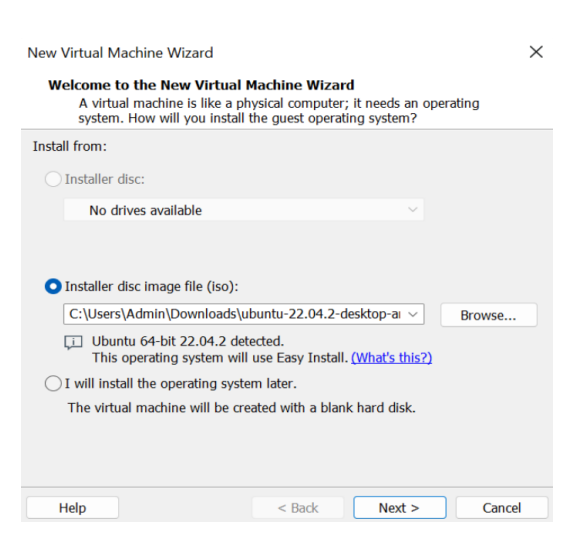 New Virtual Machine Wizard
Welcome to the New Virtual Machine Wizard
A virtual machine is like a physical computer; it needs an operating
system. How will you install the guest operating system?
Install from:
Installer disc:
No drives available
Installer disc image file (iso):
C:\Users\Admin\Downloads\ubuntu-22.04.2-desktop-a
Browse...
Ubuntu 64-bit 22.04.2 detected.
This operating system will use Easy Install. (What's this?)
I will install the operating system later.
The virtual machine will be created with a blank hard disk.
Help
< Back
Next >
Cancel